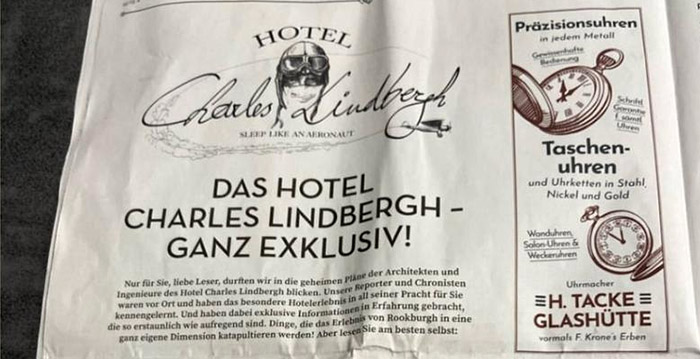 HOTEL
Charles Lindbergh
SLEEP LIKE AN AERONAUT
DAS HOTEL
CHARLES LINDBERGH –
GANZ EXKLUSIV!
Nur für Sie, liebe Leser, durften wir in die geheimen Pläne der Architekten und
Ingenieure des Hotel Charles Lindbergh blicken. Unsere Reporter und Chronisten
waren vor Ort und haben das besondere Hotelerlebnis in all seiner Pracht für Sie
kennengelernt. Und haben dabei exklusive Informationen in Erfahrung gebracht,
die so erstaunlich wie aufregend sind. Dinge, die das Erlebnis von Rookburgh in eine
ganz eigene Dimension katapultieren werden! Aber lesen Sie am besten selbst:
Präzisionsuhren
in jedem Metall
Gewissenhafte
Bedienung
Schriftl.
Garantie
f. sämtl.
Uhren
Taschen-
uhren
und Uhrketten in Stahl,
Nickel und Gold
Wanduhren,
Salon-Uhren &
Weckeruhren
Uhrmacher
H. TACKE
GLASHÜTTE
vormals F. Krone's Erben